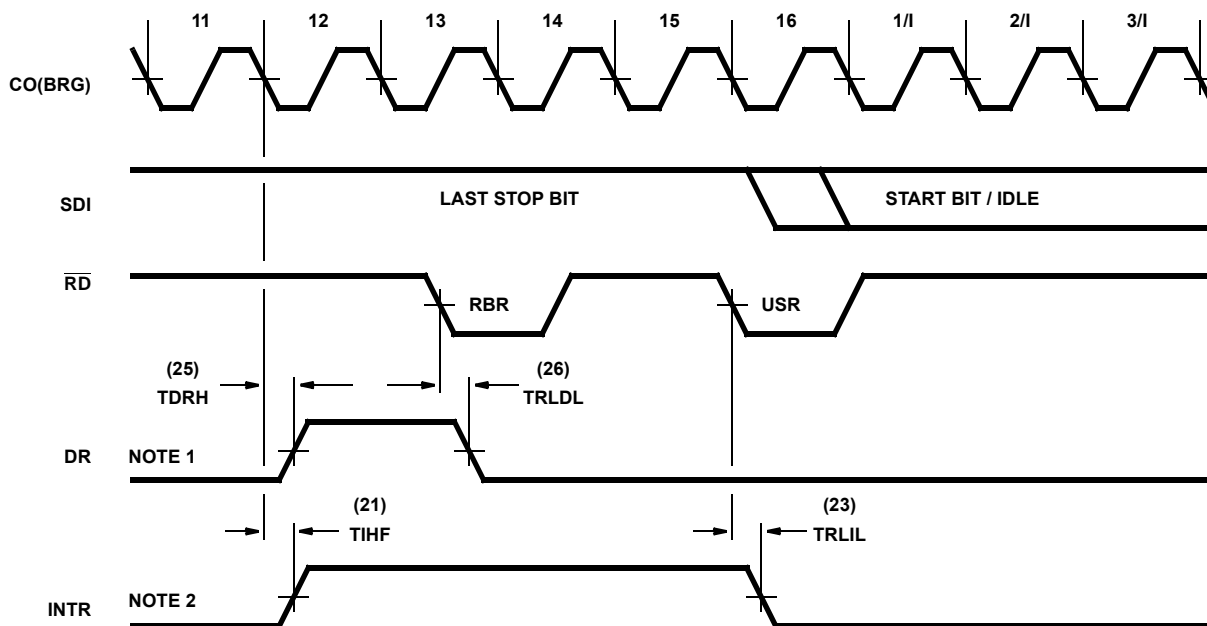 11 12 13 14 15 16 1/I 2/I 3/I
CO(BRG)
SDI
LAST STOP BIT
START BIT / IDLE
RD
RBR
USR
(25)
TDRH
(26)
TRLDL
DR
NOTE 1
(21)
TIHF
(23)
TRLIL
INTR
NOTE 2